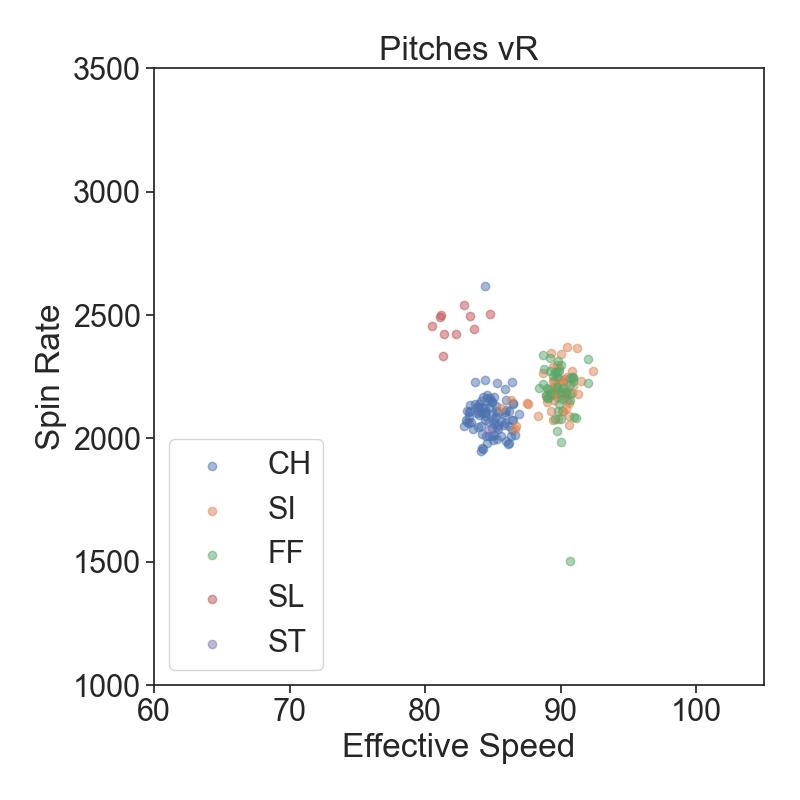 Pitches vR
3500
3000
2500
2000
1500
1000
Spin Rate
CH
SI
FF
SL
ST
60 70 80 90 100
Effective Speed